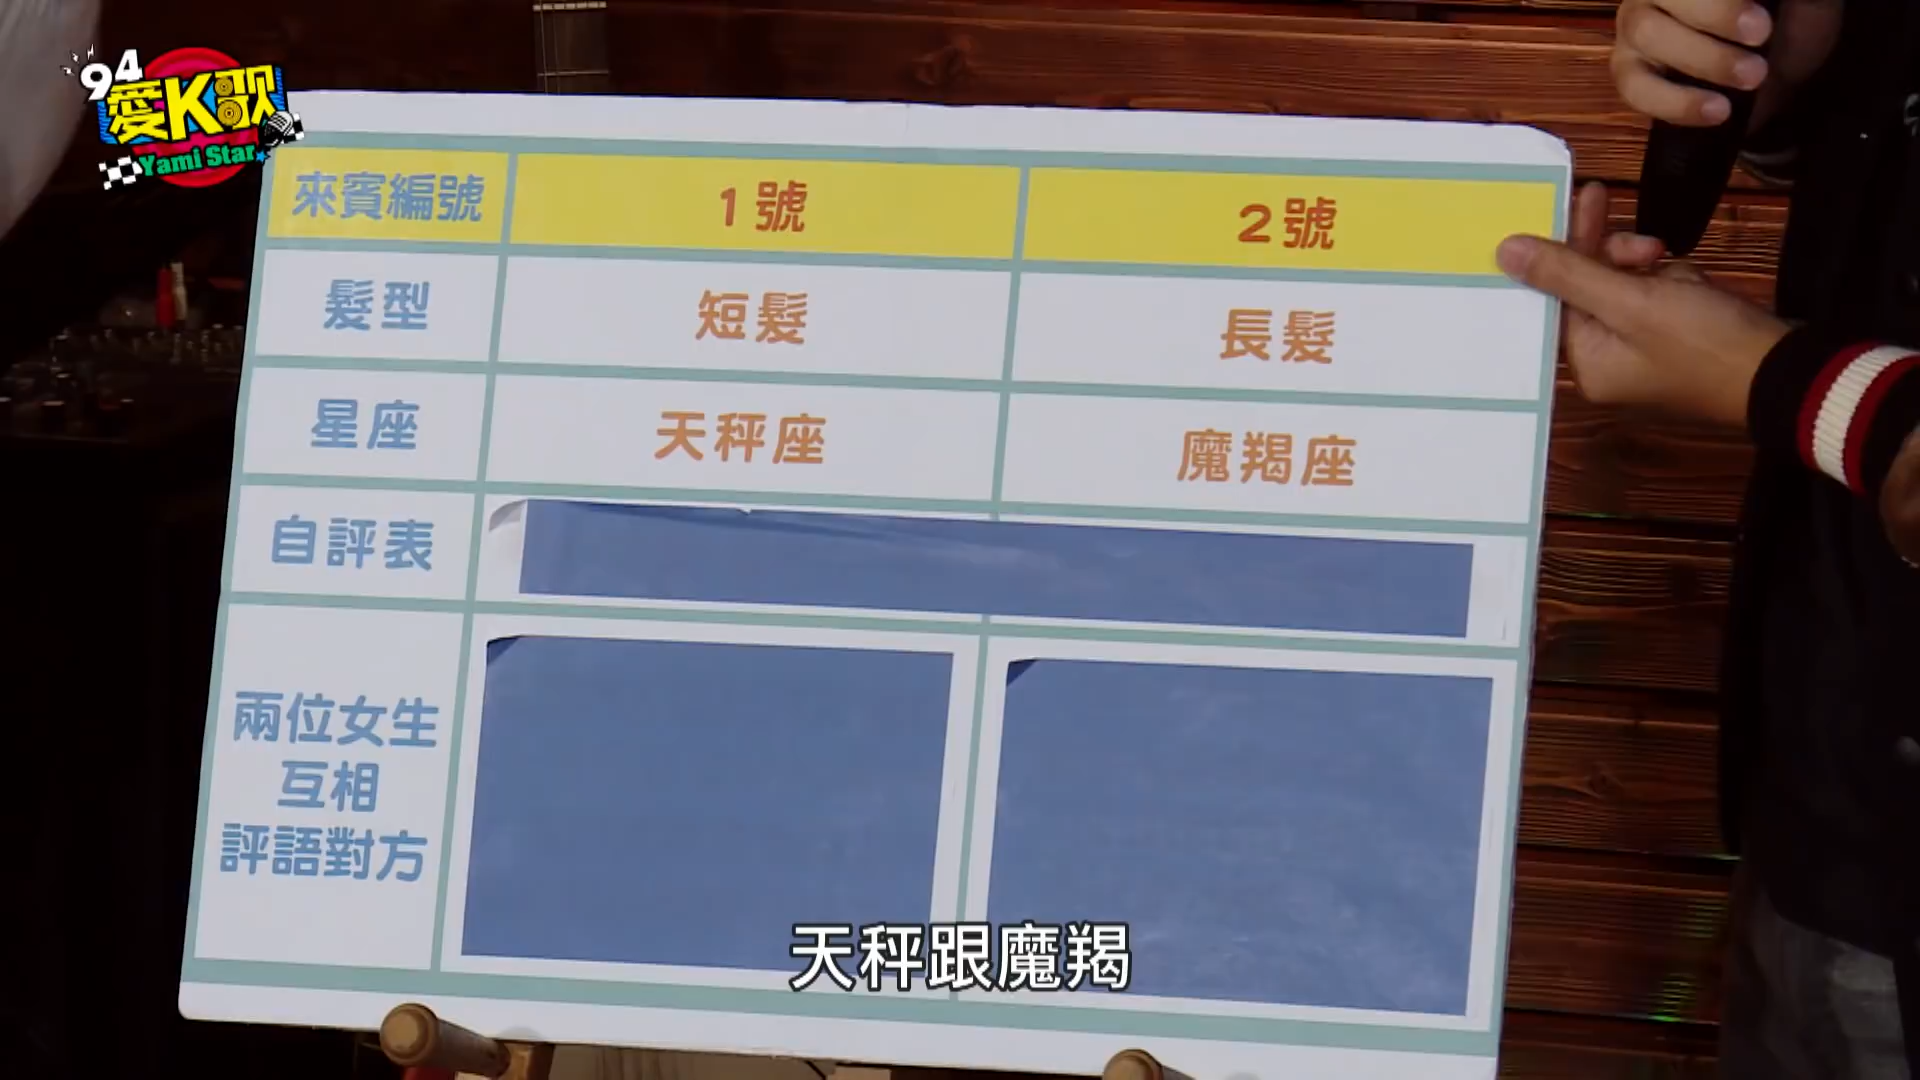 94
愛K歌
Yami Star
來賓編號 1號 2號
髮型 短髮 長髮
星座 天秤座 魔羯座
自評表
兩位女生
互相
評語對方
天秤跟魔羯